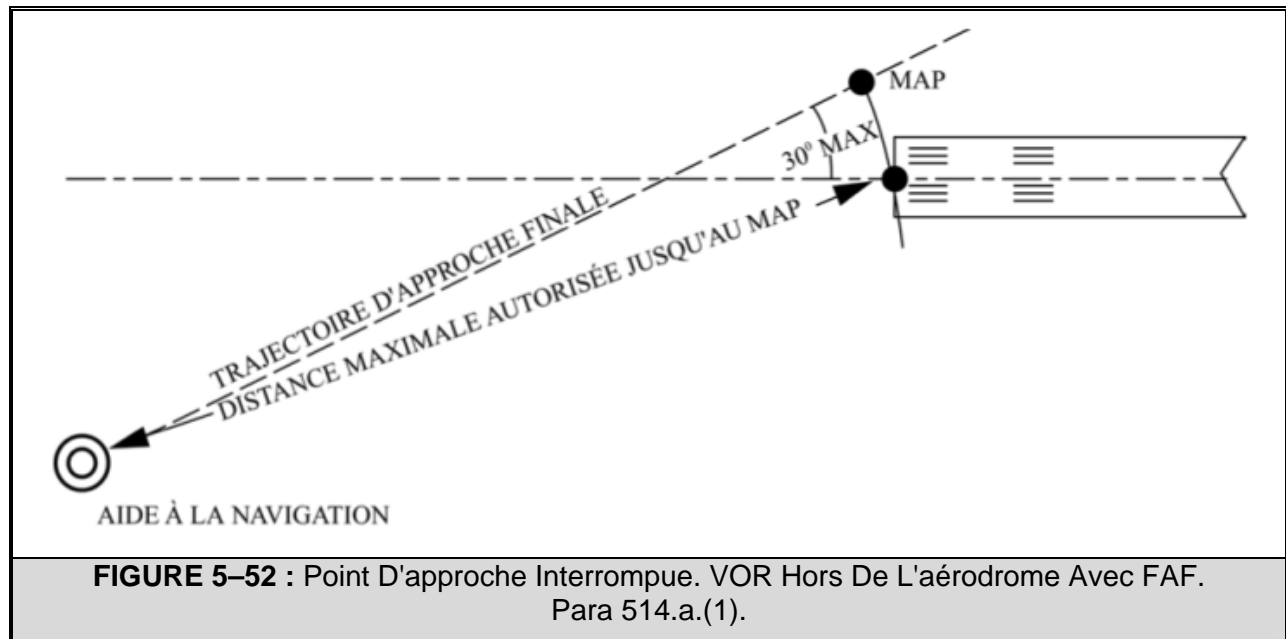 MAP
30° MAX
TRAJECTOIRE D'APPROCHE FINALE
DISTANCE MAXIMALE AUTORISÉE JUSQU'AU MAP
AIDE À LA NAVIGATION
FIGURE 5–52 : Point D'approche Interrompue. VOR Hors De L'aérodrome Avec FAF.
Para 514.a.(1).